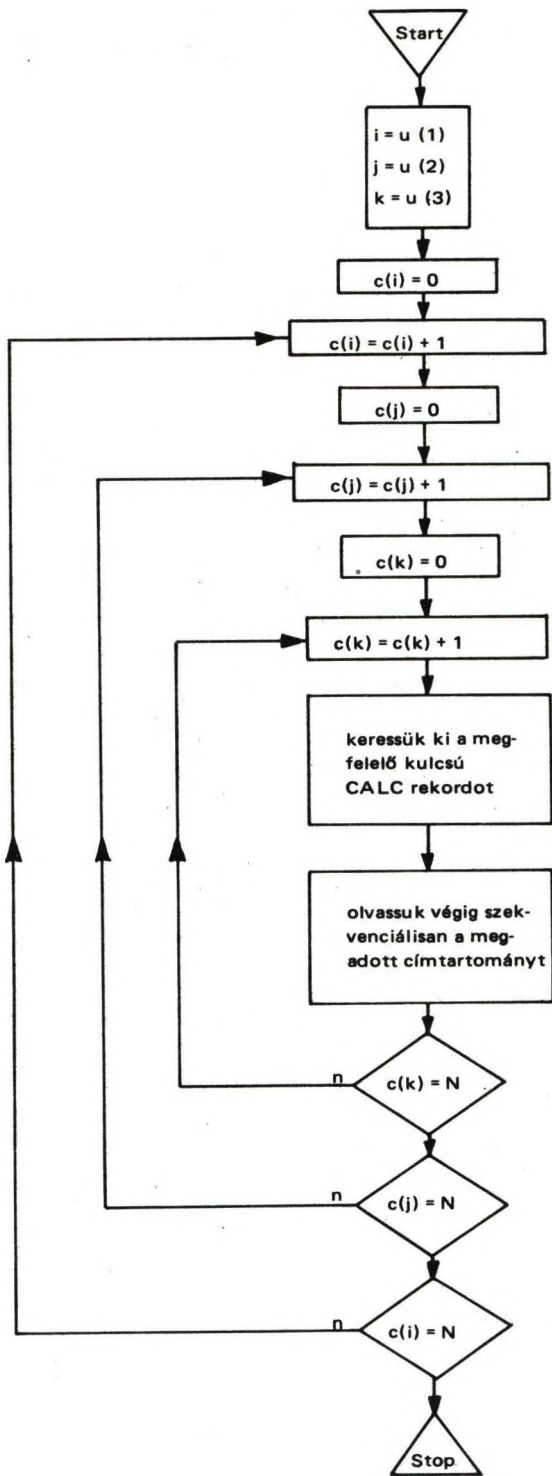 Start
i = u (1)
j = u (2)
k = u (3)
c(i) = 0
c(i) = c(i) + 1
c(j) = 0
c(j) = c(j) + 1
c(k) = 0
c(k) = c(k) + 1
keressük ki a meg-
felelő kulcsú
CALC rekordot
olvassuk végig szek-
venciálisan a meg-
adott címtartományt
n
c(k) = N
n
c(j) = N
n
c(i) = N
Stop